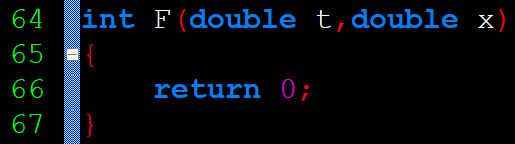 64 int F(double t,double x)
65 {
66     return 0;
67 }